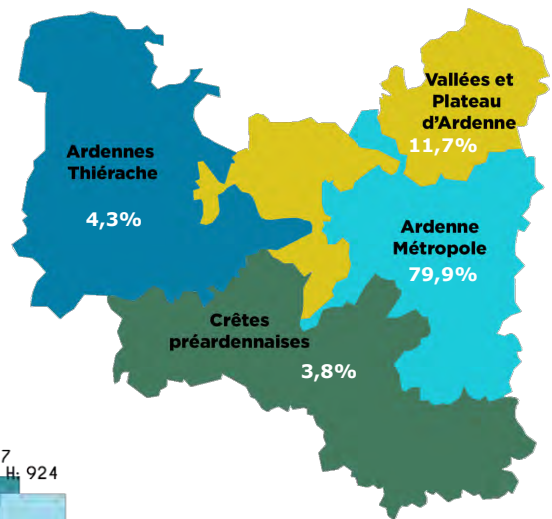 Vallées et
Plateau
d'Ardenne
11,7%
Ardennes
Thiérache
4,3%
Ardenne
Métropole
79,9%
Crêtes
préardennaises
3,8%
7
H: 924